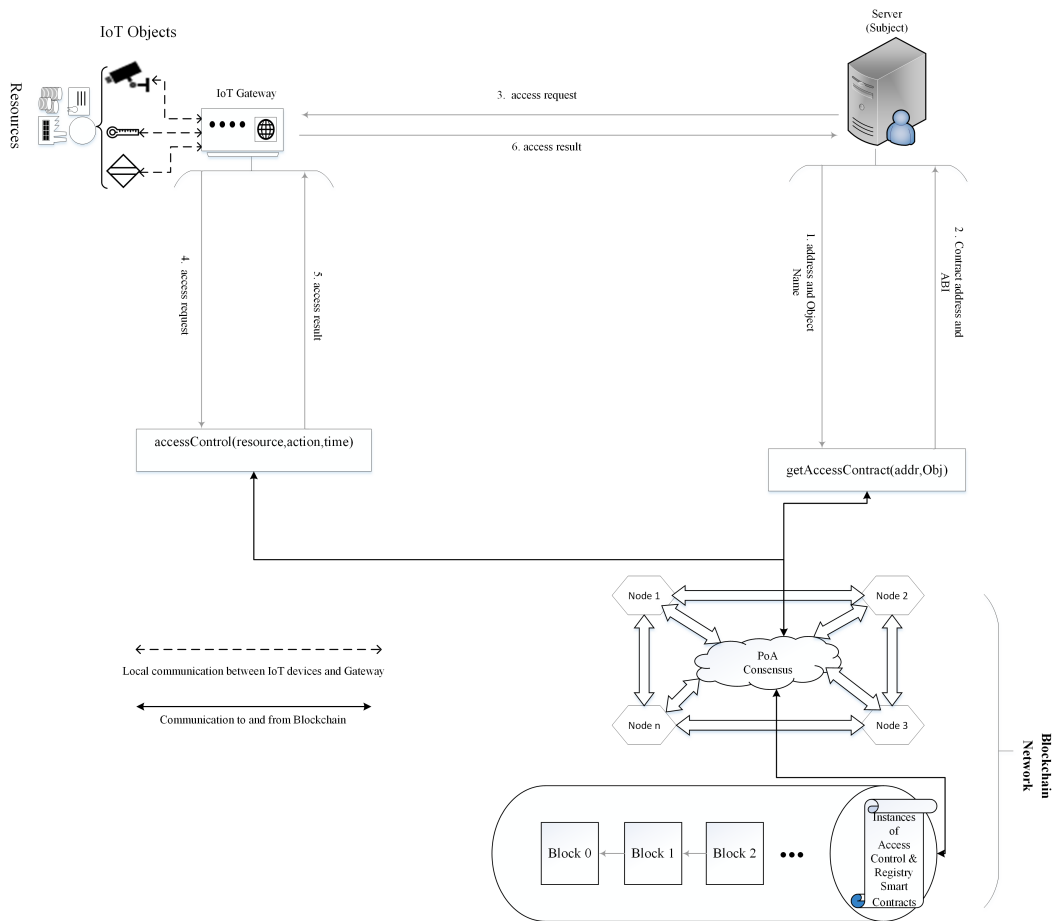 Server
(Subject)
IoT Objects
Resources
IoT Gateway
3. access request
6. access result
4. access request
5. access result
1. address and Object
Name
2 . Contract address and
ABI
accessControl(resource,action,time)
getAccessContract(addr,Obj)
Node 1
Node 2
PoA
Consensus
Node n
Node 3
Local communication between IoT devices and Gateway
Communication to and from Blockchain
Blockchain
Network
Block 0
Block 1
Block 2
Instances
of
Access
Control &
Registry
Smart
Contracts